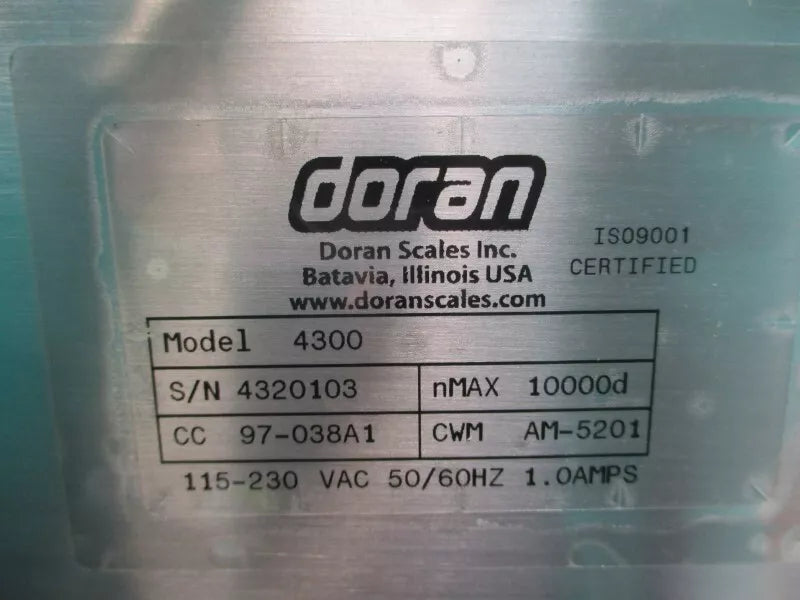 doran
Doran Scales Inc.
Batavia, Illinois USA
www.doranscales.com
ISO9001
CERTIFIED
Model 4300
S/N 4320103 nMAX 10000d
CC 97-038A1 CWM AM-5201
115-230 VAC 50/60HZ 1.0AMPS